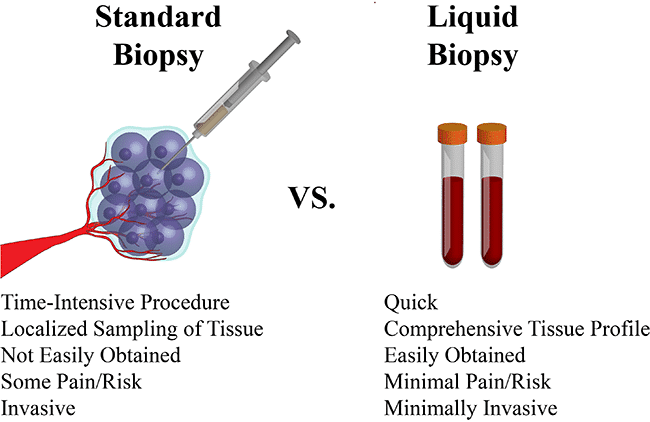 Standard
Biopsy
VS.
Liquid
Biopsy
Time-Intensive Procedure
Localized Sampling of Tissue
Not Easily Obtained
Some Pain/Risk
Invasive
Quick
Comprehensive Tissue Profile
Easily Obtained
Minimal Pain/Risk
Minimally Invasive